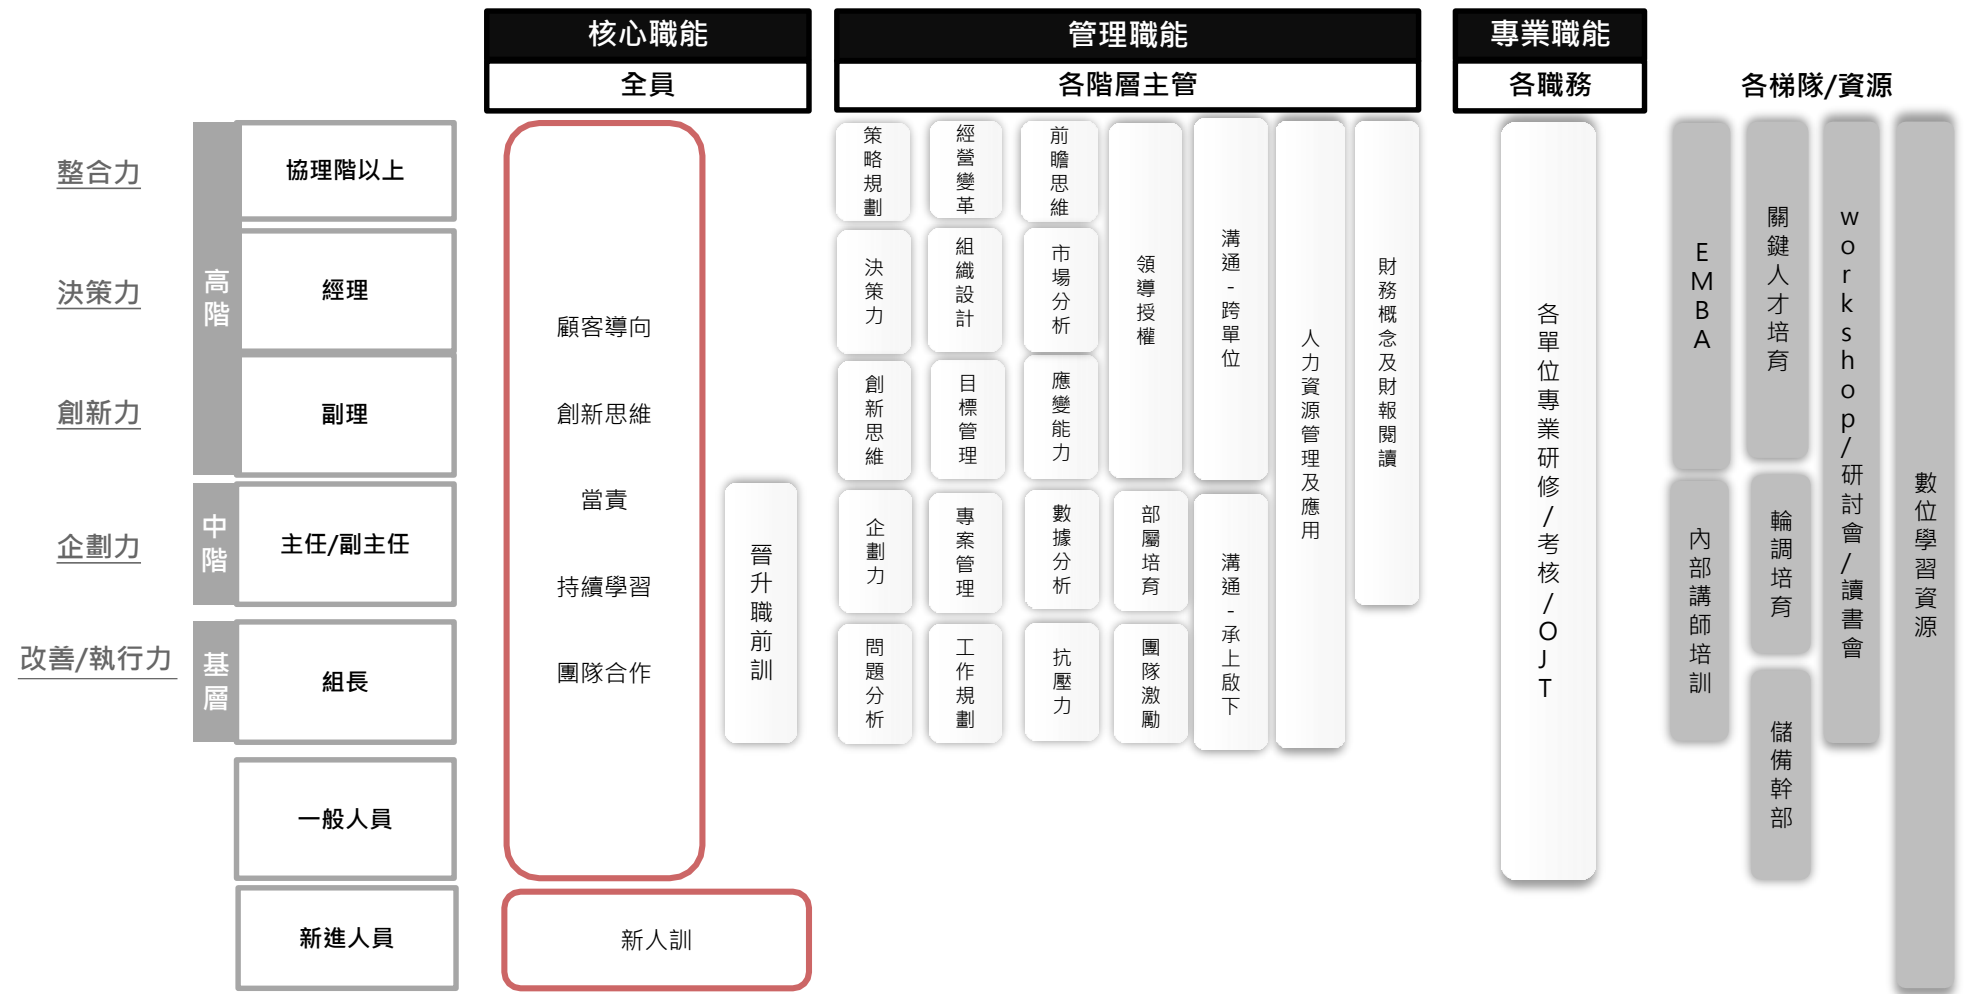 核心職能
管理職能
專業職能
全員
各階層主管
各職務
各梯隊/資源
整合力
決策力
創新力
企劃力
改善/執行力
高階
中階
基層
協理階以上
經理
副理
主任/副主任
組長
一般人員
新進人員
顧客導向
創新思維
當責
持續學習
團隊合作
新人訓
晉升職前訓
策略規劃
經營變革
前瞻思維
決策力
組織設計
市場分析
創新思維
目標管理
應變能力
領導授權
溝通-跨單位
企劃力
專案管理
數據分析
部屬培育
問題分析
工作規劃
抗壓力
團隊激勵
溝通-承上啟下
人力資源管理及應用
財務概念及財報閱讀
各單位專業研修/考核/OJT
EMBA
內部講師培訓
關鍵人才培育
輪調培育
儲備幹部
workshop/研討會/讀書會
數位學習資源